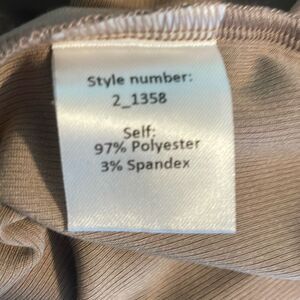 Style number:
2_1358
Self:
97% Polyester
3% Spandex